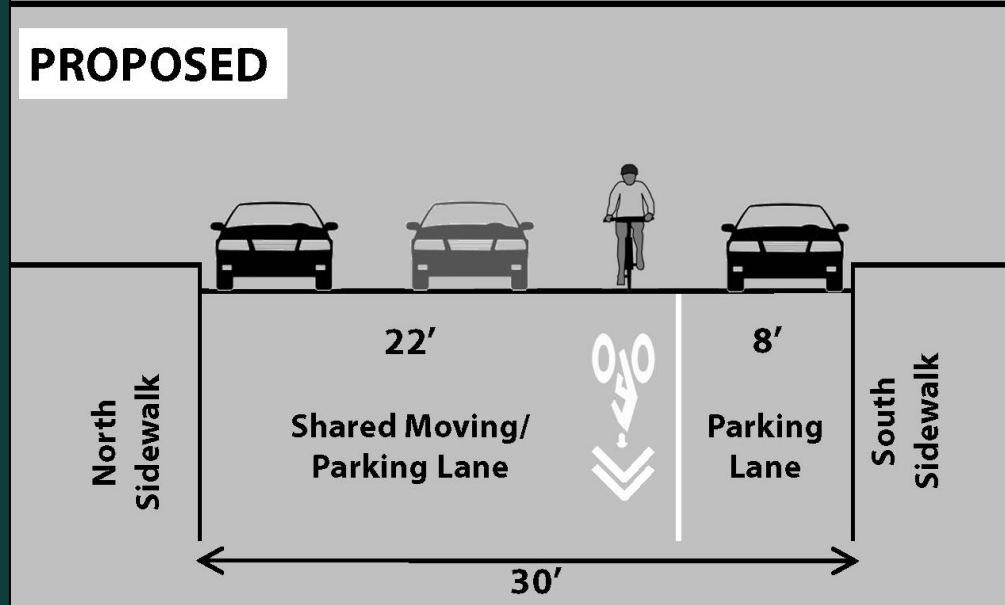 PROPOSED
22’
8’
North
Sidewalk
Shared Moving/
Parking Lane
Parking
Lane
South
Sidewalk
30’